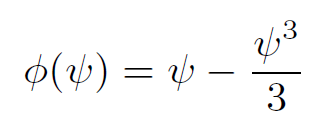 ϕ(ψ) = ψ − ψ³/3